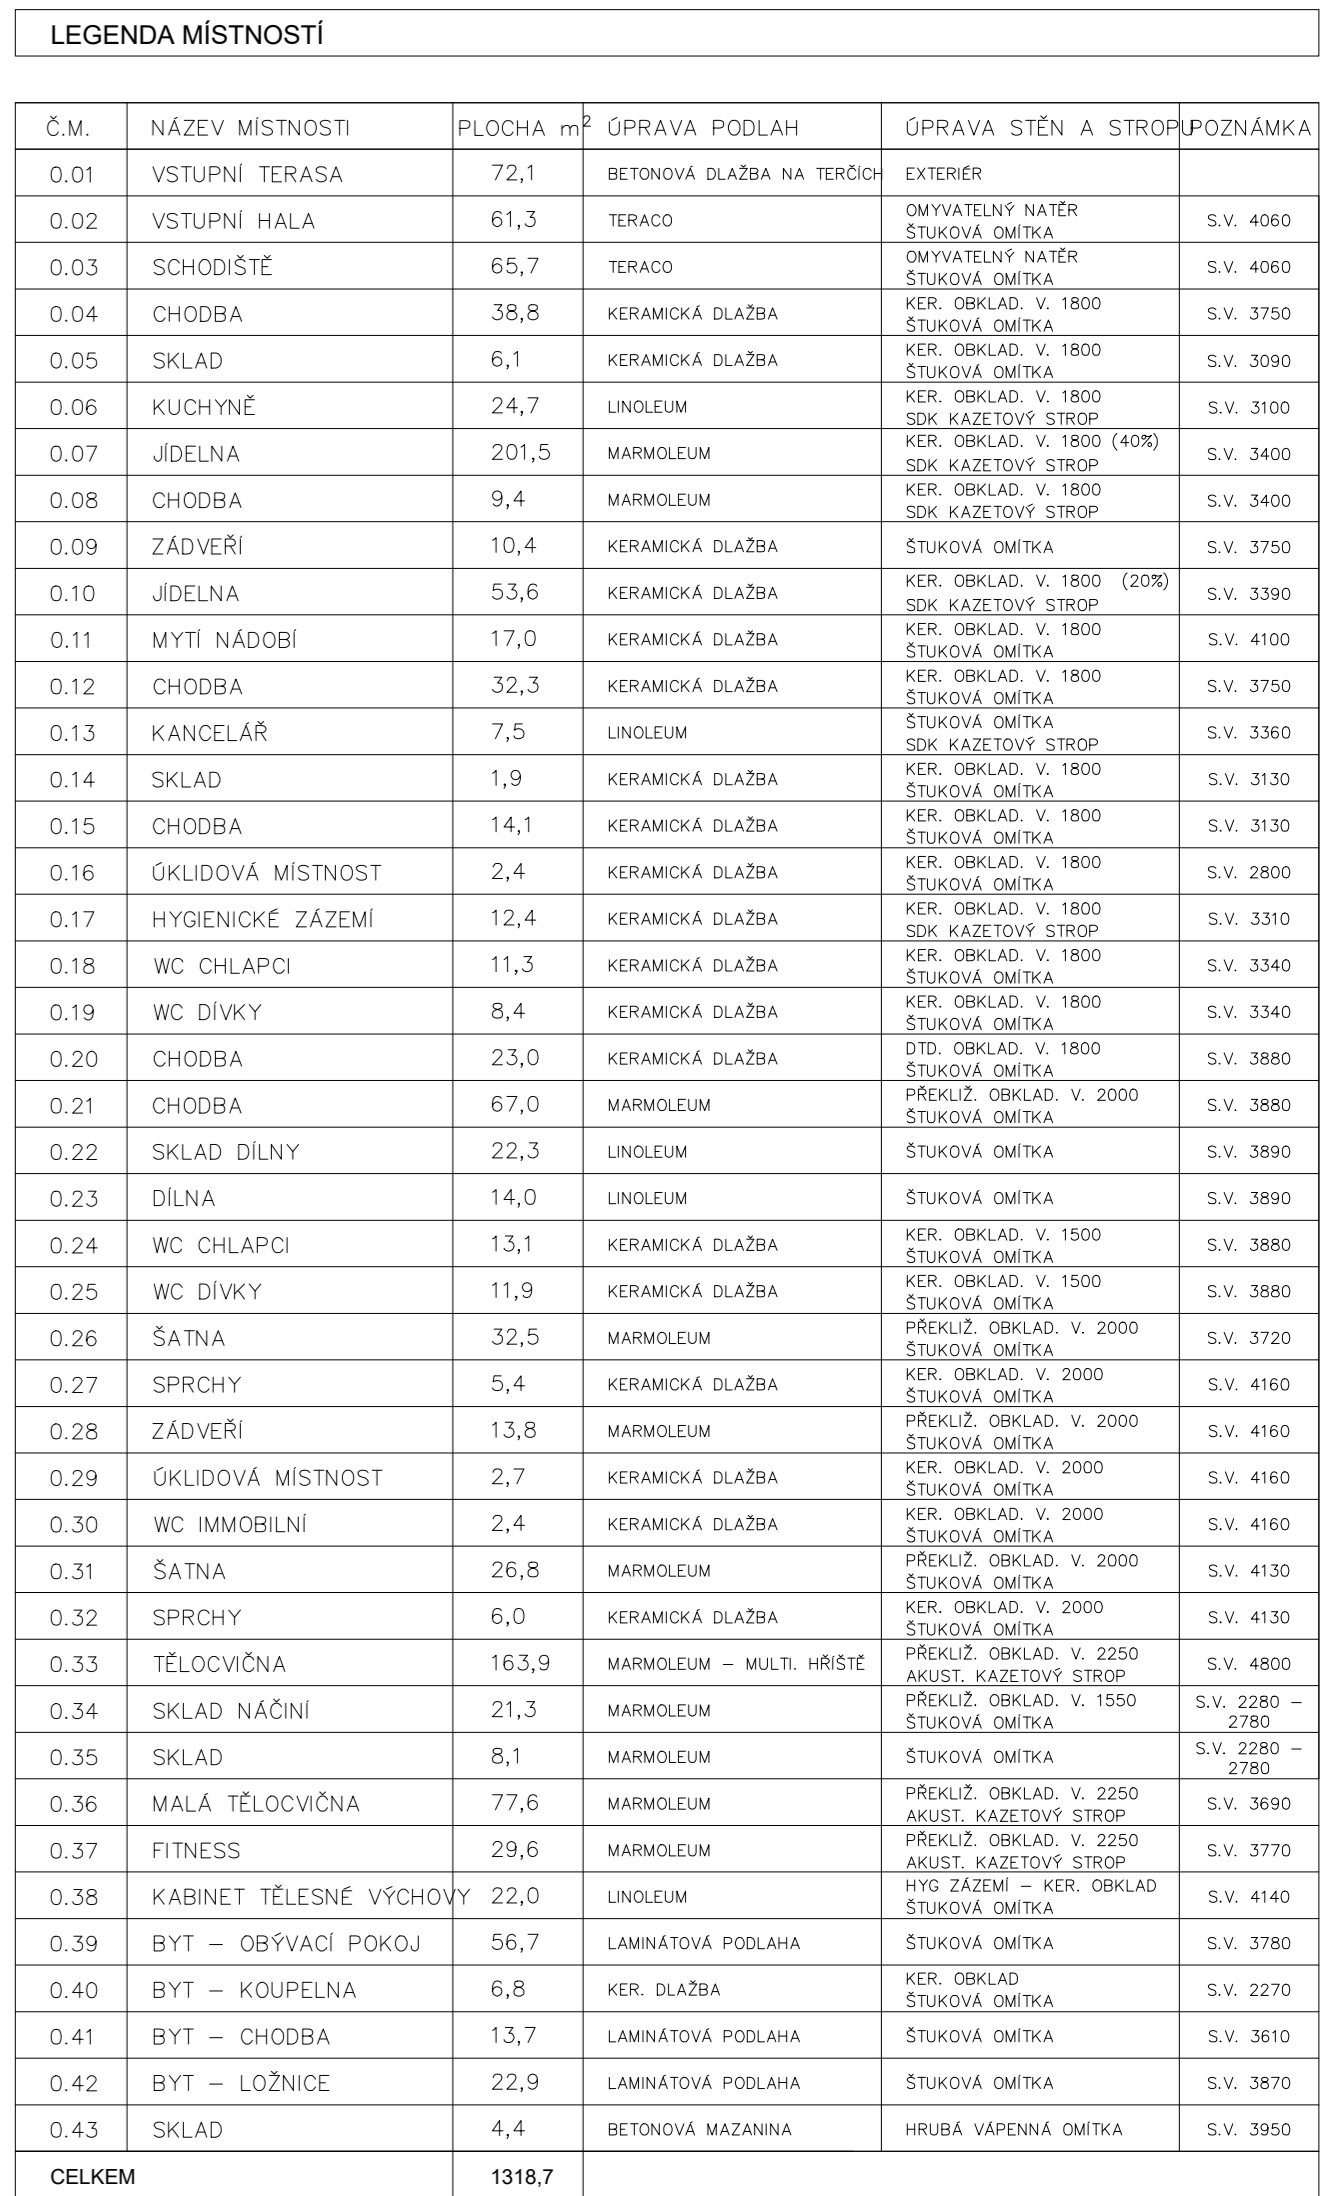 LEGENDA MÍSTNOSTÍ
Č.M. NÁZEV MÍSTNOSTI PLOCHA m² ÚPRAVA PODLAH ÚPRAVA STĚN A STROPU POZNÁMKA
0.01 VSTUPNÍ TERASA 72,1 BETONOVÁ DLAŽBA NA TERČÍCH EXTERIÉR
0.02 VSTUPNÍ HALA 61,3 TERACO OMYVATELNÝ NATĚR
ŠTUKOVÁ OMÍTKA S.V. 4060
0.03 SCHODIŠTĚ 65,7 TERACO OMYVATELNÝ NATĚR
ŠTUKOVÁ OMÍTKA S.V. 4060
0.04 CHODBA 38,8 KERAMICKÁ DLAŽBA KER. OBKLAD. V. 1800
ŠTUKOVÁ OMÍTKA S.V. 3750
0.05 SKLAD 6,1 KERAMICKÁ DLAŽBA KER. OBKLAD. V. 1800
ŠTUKOVÁ OMÍTKA S.V. 3090
0.06 KUCHYNĚ 24,7 LINOLEUM KER. OBKLAD. V. 1800
SDK KAZETOVÝ STROP S.V. 3100
0.07 JÍDELNA 201,5 MARMOLEUM KER. OBKLAD. V. 1800 (40%)
SDK KAZETOVÝ STROP S.V. 3400
0.08 CHODBA 9,4 MARMOLEUM KER. OBKLAD. V. 1800
SDK KAZETOVÝ STROP S.V. 3400
0.09 ZÁDVEŘÍ 10,4 KERAMICKÁ DLAŽBA ŠTUKOVÁ OMÍTKA S.V. 3750
0.10 JÍDELNA 53,6 KERAMICKÁ DLAŽBA KER. OBKLAD. V. 1800 (20%)
SDK KAZETOVÝ STROP S.V. 3390
0.11 MYTÍ NÁDOBÍ 17,0 KERAMICKÁ DLAŽBA KER. OBKLAD. V. 1800
ŠTUKOVÁ OMÍTKA S.V. 4100
0.12 CHODBA 32,3 KERAMICKÁ DLAŽBA KER. OBKLAD. V. 1800
ŠTUKOVÁ OMÍTKA S.V. 3750
0.13 KANCELÁŘ 7,5 LINOLEUM ŠTUKOVÁ OMÍTKA
SDK KAZETOVÝ STROP S.V. 3360
0.14 SKLAD 1,9 KERAMICKÁ DLAŽBA KER. OBKLAD. V. 1800
ŠTUKOVÁ OMÍTKA S.V. 3130
0.15 CHODBA 14,1 KERAMICKÁ DLAŽBA KER. OBKLAD. V. 1800
ŠTUKOVÁ OMÍTKA S.V. 3130
0.16 ÚKLIDOVÁ MÍSTNOST 2,4 KERAMICKÁ DLAŽBA KER. OBKLAD. V. 1800
ŠTUKOVÁ OMÍTKA S.V. 2800
0.17 HYGIENICKÉ ZÁZEMÍ 12,4 KERAMICKÁ DLAŽBA KER. OBKLAD. V. 1800
SDK KAZETOVÝ STROP S.V. 3310
0.18 WC CHLAPCI 11,3 KERAMICKÁ DLAŽBA KER. OBKLAD. V. 1800
ŠTUKOVÁ OMÍTKA S.V. 3340
0.19 WC DÍVKY 8,4 KERAMICKÁ DLAŽBA KER. OBKLAD. V. 1800
ŠTUKOVÁ OMÍTKA S.V. 3340
0.20 CHODBA 23,0 KERAMICKÁ DLAŽBA DTD. OBKLAD. V. 1800
ŠTUKOVÁ OMÍTKA S.V. 3880
0.21 CHODBA 67,0 MARMOLEUM PŘEKLIŽ. OBKLAD. V. 2000
ŠTUKOVÁ OMÍTKA S.V. 3880
0.22 SKLAD DÍLNY 22,3 LINOLEUM ŠTUKOVÁ OMÍTKA S.V. 3890
0.23 DÍLNA 14,0 LINOLEUM ŠTUKOVÁ OMÍTKA S.V. 3890
0.24 WC CHLAPCI 13,1 KERAMICKÁ DLAŽBA KER. OBKLAD. V. 1500
ŠTUKOVÁ OMÍTKA S.V. 3880
0.25 WC DÍVKY 11,9 KERAMICKÁ DLAŽBA KER. OBKLAD. V. 1500
ŠTUKOVÁ OMÍTKA S.V. 3880
0.26 ŠATNA 32,5 MARMOLEUM PŘEKLIŽ. OBKLAD. V. 2000
ŠTUKOVÁ OMÍTKA S.V. 3720
0.27 SPRCHY 5,4 KERAMICKÁ DLAŽBA KER. OBKLAD. V. 2000
ŠTUKOVÁ OMÍTKA S.V. 4160
0.28 ZÁDVEŘÍ 13,8 MARMOLEUM PŘEKLIŽ. OBKLAD. V. 2000
ŠTUKOVÁ OMÍTKA S.V. 4160
0.29 ÚKLIDOVÁ MÍSTNOST 2,7 KERAMICKÁ DLAŽBA KER. OBKLAD. V. 2000
ŠTUKOVÁ OMÍTKA S.V. 4160
0.30 WC IMMOBILNÍ 2,4 KERAMICKÁ DLAŽBA KER. OBKLAD. V. 2000
ŠTUKOVÁ OMÍTKA S.V. 4160
0.31 ŠATNA 26,8 MARMOLEUM PŘEKLIŽ. OBKLAD. V. 2000
ŠTUKOVÁ OMÍTKA S.V. 4130
0.32 SPRCHY 6,0 KERAMICKÁ DLAŽBA KER. OBKLAD. V. 2000
ŠTUKOVÁ OMÍTKA S.V. 4130
0.33 TĚLOCVIČNA 163,9 MARMOLEUM – MULTI. HŘÍŠTĚ PŘEKLIŽ. OBKLAD. V. 2250
AKUST. KAZETOVÝ STROP S.V. 4800
0.34 SKLAD NÁČINÍ 21,3 MARMOLEUM PŘEKLIŽ. OBKLAD. V. 1550
ŠTUKOVÁ OMÍTKA S.V. 2280 –
2780
0.35 SKLAD 8,1 MARMOLEUM ŠTUKOVÁ OMÍTKA S.V. 2280 –
2780
0.36 MALÁ TĚLOCVIČNA 77,6 MARMOLEUM PŘEKLIŽ. OBKLAD. V. 2250
AKUST. KAZETOVÝ STROP S.V. 3690
0.37 FITNESS 29,6 MARMOLEUM PŘEKLIŽ. OBKLAD. V. 2250
AKUST. KAZETOVÝ STROP S.V. 3770
0.38 KABINET TĚLESNÉ VÝCHOVY 22,0 LINOLEUM HYG ZÁZEMÍ – KER. OBKLAD
ŠTUKOVÁ OMÍTKA S.V. 4140
0.39 BYT – OBÝVACÍ POKOJ 56,7 LAMINÁTOVÁ PODLAHA ŠTUKOVÁ OMÍTKA S.V. 3780
0.40 BYT – KOUPELNA 6,8 KER. DLAŽBA KER. OBKLAD
ŠTUKOVÁ OMÍTKA S.V. 2270
0.41 BYT – CHODBA 13,7 LAMINÁTOVÁ PODLAHA ŠTUKOVÁ OMÍTKA S.V. 3610
0.42 BYT – LOŽNICE 22,9 LAMINÁTOVÁ PODLAHA ŠTUKOVÁ OMÍTKA S.V. 3870
0.43 SKLAD 4,4 BETONOVÁ MAZANINA HRUBÁ VÁPENNÁ OMÍTKA S.V. 3950
CELKEM 1318,7